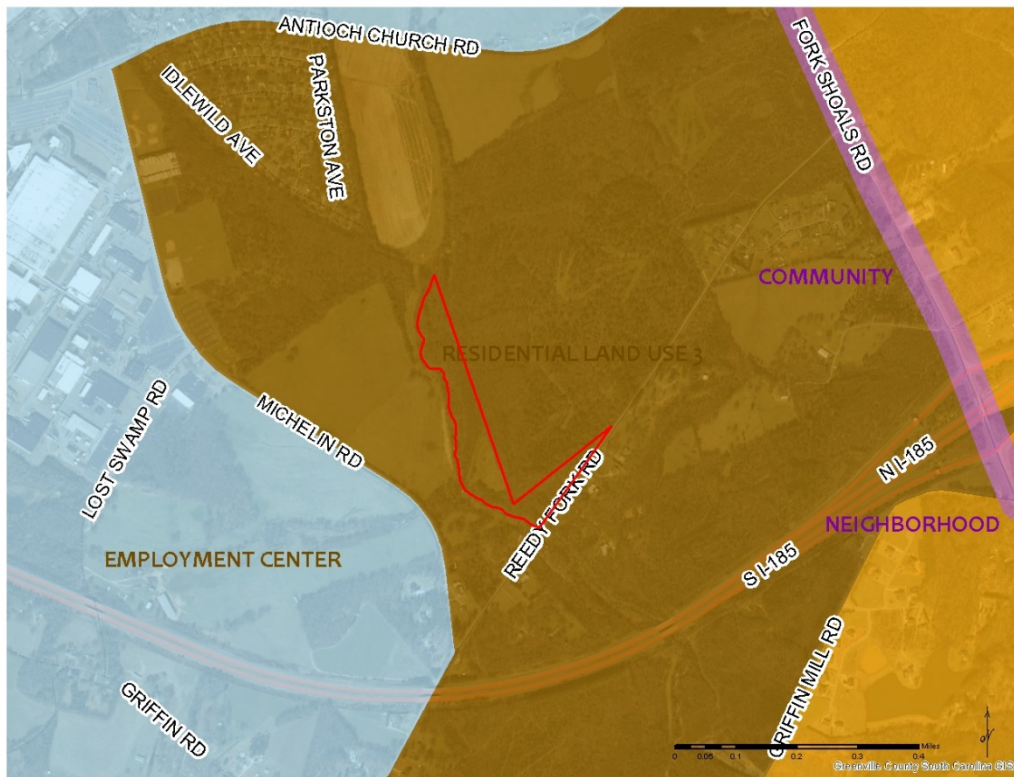 ANTIOCH CHURCH RD
IDLEWILD AVE
PARKSTON AVE
FORK SHOALS RD
COMMUNITY
RESIDENTIAL LAND USE 3
LOST SWAMP RD
MICHELIN RD
REEDY FORK RD
N I-185
NEIGHBORHOOD
EMPLOYMENT CENTER
S I-185
GRIFFIN MILL RD
GRIFFIN RD
Miles
0 0.05 0.1 0.2 0.3 0.4
Greenville County South Carolina GIS